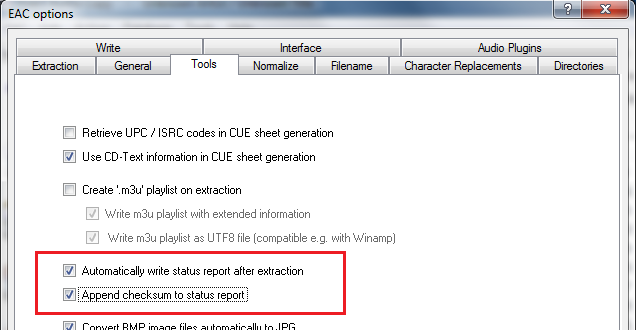 EAC options
?
Write Interface Audio Plugins
Extraction General Tools Normalize Filename Character Replacements Directories
Retrieve UPC / ISRC codes in CUE sheet generation
Use CD-Text information in CUE sheet generation
Create '.m3u' playlist on extraction
Write m3u playlist with extended information
Write m3u playlist as UTF8 file (compatible e.g. with Winamp)
Automatically write status report after extraction
Append checksum to status report
Convert BMP image files automatically to JPG